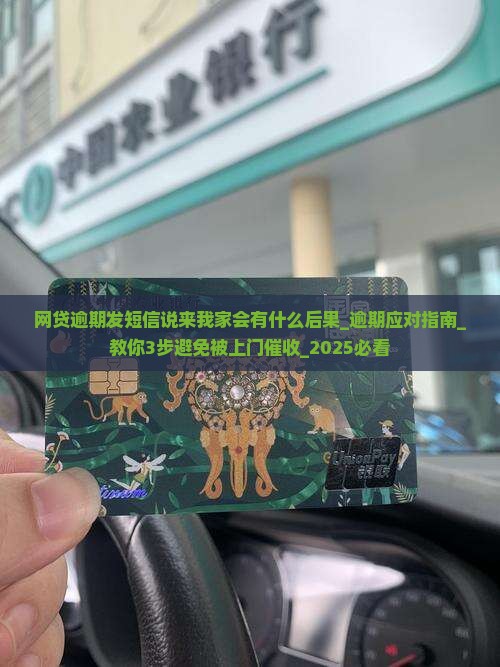 中国农业银行
网贷逾期发短信说来我家会有什么后果_逾期应对指南_
教你3步避免被上门催收_2025必看
UnionPay
银联